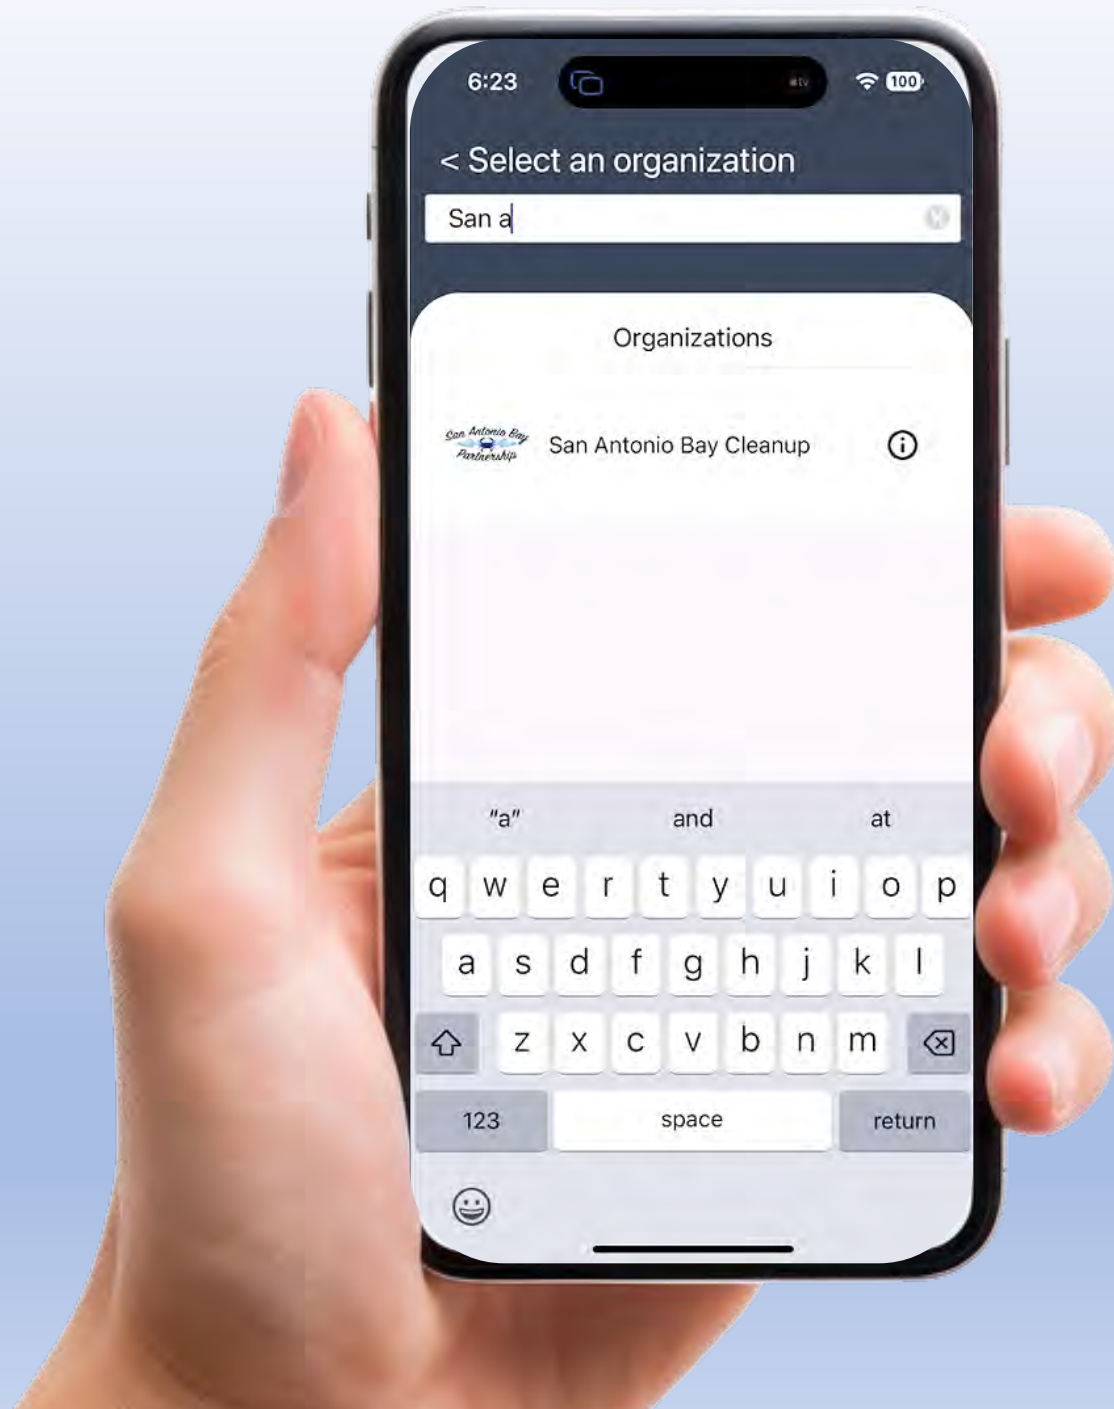 6:23
tv
100
< Select an organization
San a
Organizations
San Antonio Bay
Partnership
San Antonio Bay Cleanup
"a" and at
q w e r t y u i o p
a s d f g h j k l
z x c v b n m
123 space return